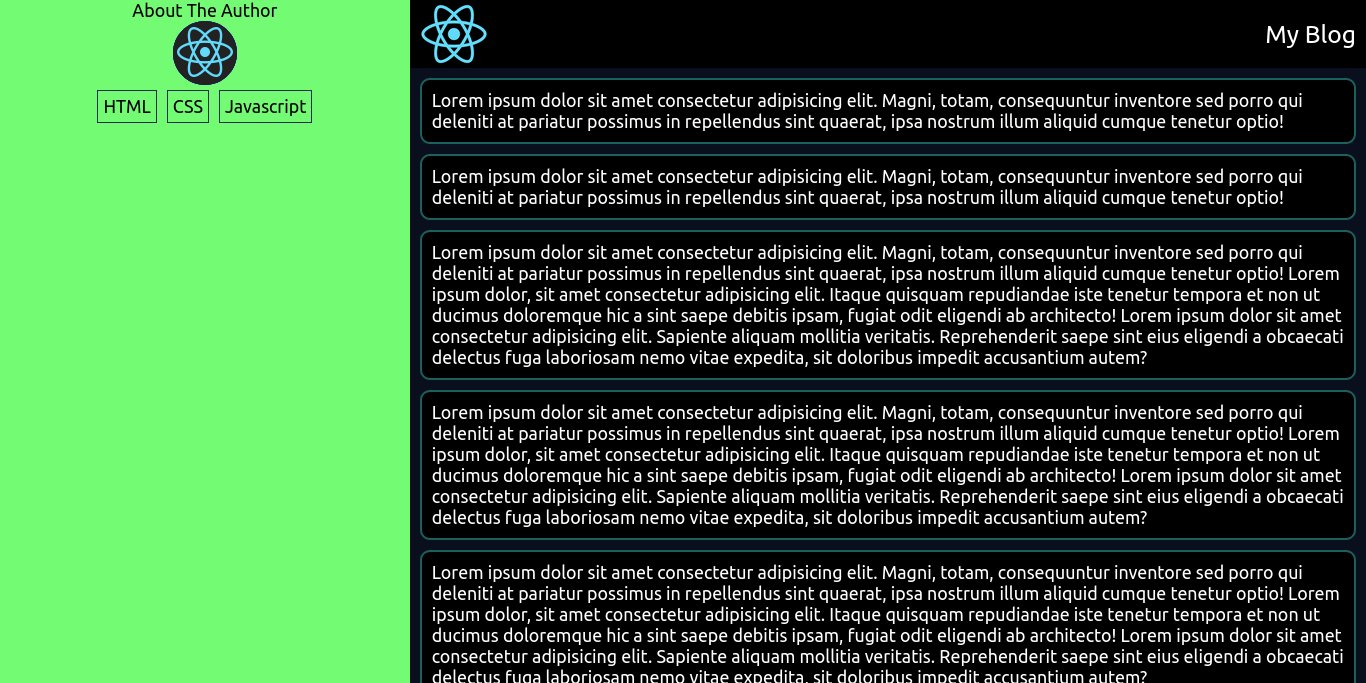 About The Author
HTML CSS Javascript
My Blog
Lorem ipsum dolor sit amet consectetur adipisicing elit. Magni, totam, consequuntur inventore sed porro qui
deleniti at pariatur possimus in repellendus sint quaerat, ipsa nostrum illum aliquid cumque tenetur optio!
Lorem ipsum dolor sit amet consectetur adipisicing elit. Magni, totam, consequuntur inventore sed porro qui
deleniti at pariatur possimus in repellendus sint quaerat, ipsa nostrum illum aliquid cumque tenetur optio!
Lorem ipsum dolor sit amet consectetur adipisicing elit. Magni, totam, consequuntur inventore sed porro qui
deleniti at pariatur possimus in repellendus sint quaerat, ipsa nostrum illum aliquid cumque tenetur optio! Lorem
ipsum dolor, sit amet consectetur adipisicing elit. Itaque quisquam repudiandae iste tenetur tempora et non ut
ducimus doloremque hic a sint saepe debitis ipsam, fugiat odit eligendi ab architecto! Lorem ipsum dolor sit amet
consectetur adipisicing elit. Sapiente aliquam mollitia veritatis. Reprehenderit saepe sint eius eligendi a obcaecati
delectus fuga laboriosam nemo vitae expedita, sit doloribus impedit accusantium autem?
Lorem ipsum dolor sit amet consectetur adipisicing elit. Magni, totam, consequuntur inventore sed porro qui
deleniti at pariatur possimus in repellendus sint quaerat, ipsa nostrum illum aliquid cumque tenetur optio! Lorem
ipsum dolor, sit amet consectetur adipisicing elit. Itaque quisquam repudiandae iste tenetur tempora et non ut
ducimus doloremque hic a sint saepe debitis ipsam, fugiat odit eligendi ab architecto! Lorem ipsum dolor sit amet
consectetur adipisicing elit. Sapiente aliquam mollitia veritatis. Reprehenderit saepe sint eius eligendi a obcaecati
delectus fuga laboriosam nemo vitae expedita, sit doloribus impedit accusantium autem?
Lorem ipsum dolor sit amet consectetur adipisicing elit. Magni, totam, consequuntur inventore sed porro qui
deleniti at pariatur possimus in repellendus sint quaerat, ipsa nostrum illum aliquid cumque tenetur optio! Lorem
ipsum dolor, sit amet consectetur adipisicing elit. Itaque quisquam repudiandae iste tenetur tempora et non ut
ducimus doloremque hic a sint saepe debitis ipsam, fugiat odit eligendi ab architecto! Lorem ipsum dolor sit amet
consectetur adipisicing elit. Sapiente aliquam mollitia veritatis. Reprehenderit saepe sint eius eligendi a obcaecati
delectus fuga laboriosam nemo vitae expedita, sit doloribus impedit accusantium autem?